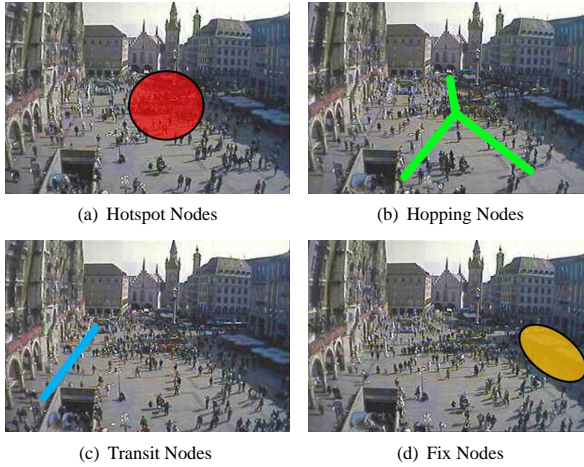 (a) Hotspot Nodes
(b) Hopping Nodes
(c) Transit Nodes
(d) Fix Nodes